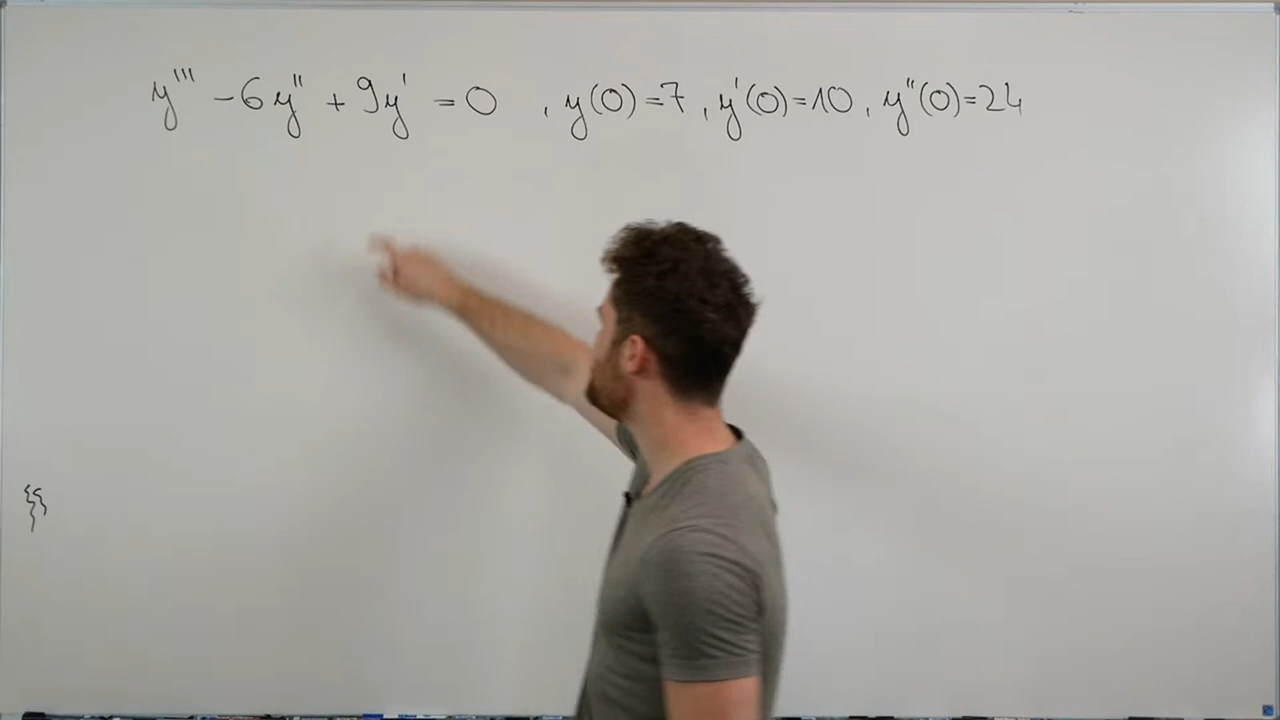 y''' - 6y'' + 9y' = 0 , y(0)=7 , y'(0)=10 , y''(0)=24